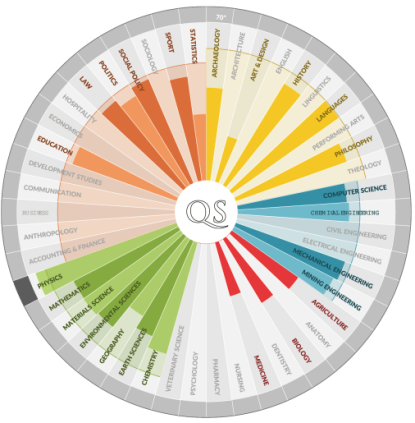 70°
ARCHAEOLOGY
ARCHITECTURE
ART & DESIGN
ENGLISH
HISTORY
LINGUISTICS
LANGUAGES
PERFORMING ARTS
PHILOSOPHY
THEOLOGY
COMPUTER SCIENCE
CHEMICAL ENGINEERING
CIVIL ENGINEERING
ELECTRICAL ENGINEERING
MECHANICAL ENGINEERING
MINING ENGINEERING
AGRICULTURE
ANATOMY
BIOLOGY
DENTISTRY
MEDICINE
NURSING
PHARMACY
PSYCHOLOGY
VETERINARY SCIENCE
CHEMISTRY
EARTH SCIENCES
GEOGRAPHY
ENVIRONMENTAL SCIENCES
MATERIALS SCIENCE
MATHEMATICS
PHYSICS
ACCOUNTING & FINANCE
ANTHROPOLOGY
BUSINESS
COMMUNICATION
DEVELOPMENT STUDIES
EDUCATION
ECONOMICS
HOSPITALITY
LAW
POLITICS
SOCIAL POLICY
SOCIOLOGY
SPORT
STATISTICS
QS